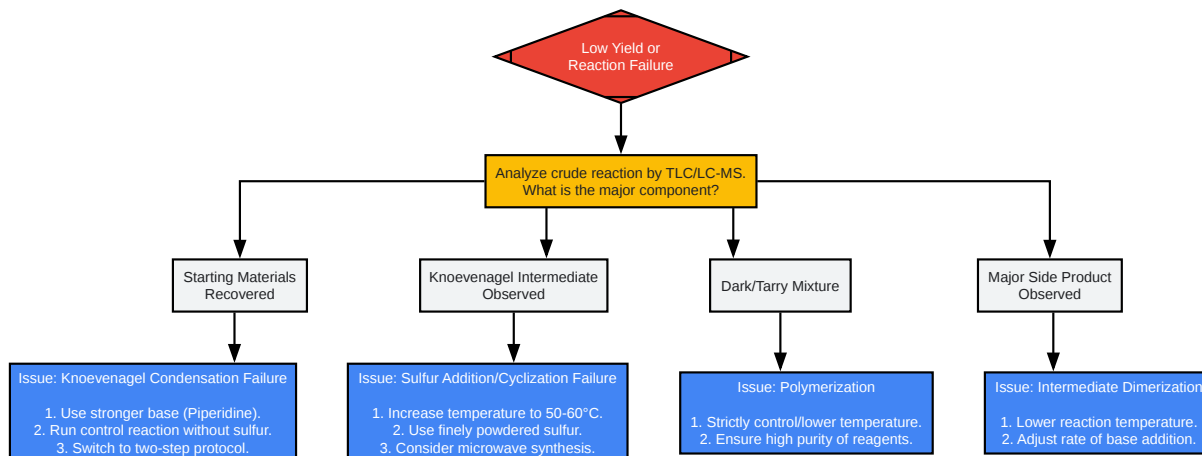 Low Yield or
Reaction Failure
Analyze crude reaction by TLC/LC-MS.
What is the major component?
Starting Materials
Recovered
Knoevenagel Intermediate
Observed
Dark/Tarry Mixture
Major Side Product
Observed
Issue: Knoevenagel Condensation Failure
1. Use stronger base (Piperidine).
2. Run control reaction without sulfur.
3. Switch to two-step protocol.
Issue: Sulfur Addition/Cyclization Failure
1. Increase temperature to 50-60°C.
2. Use finely powdered sulfur.
3. Consider microwave synthesis.
Issue: Polymerization
1. Strictly control/lower temperature.
2. Ensure high purity of reagents.
Issue: Intermediate Dimerization
1. Lower reaction temperature.
2. Adjust rate of base addition.